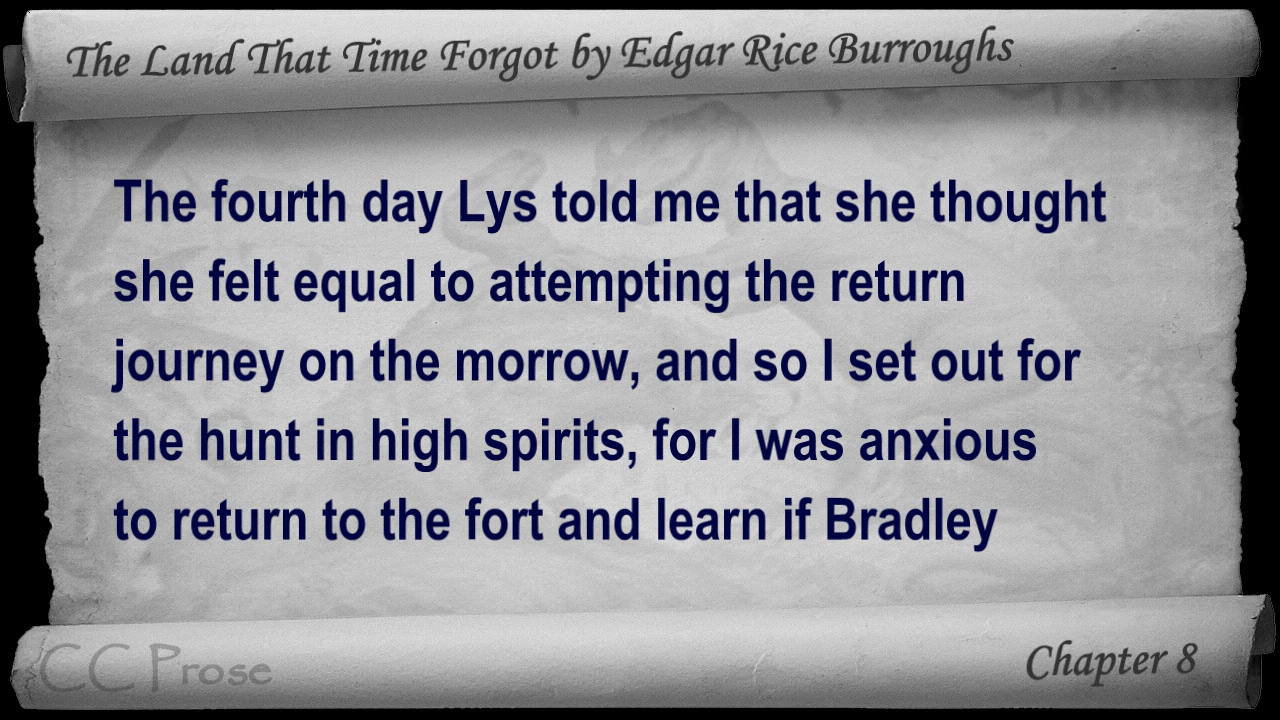 The Land That Time Forgot by Edgar Rice Burroughs
The fourth day Lys told me that she thought
she felt equal to attempting the return
journey on the morrow, and so I set out for
the hunt in high spirits, for I was anxious
to return to the fort and learn if Bradley
CC Prose
Chapter 8